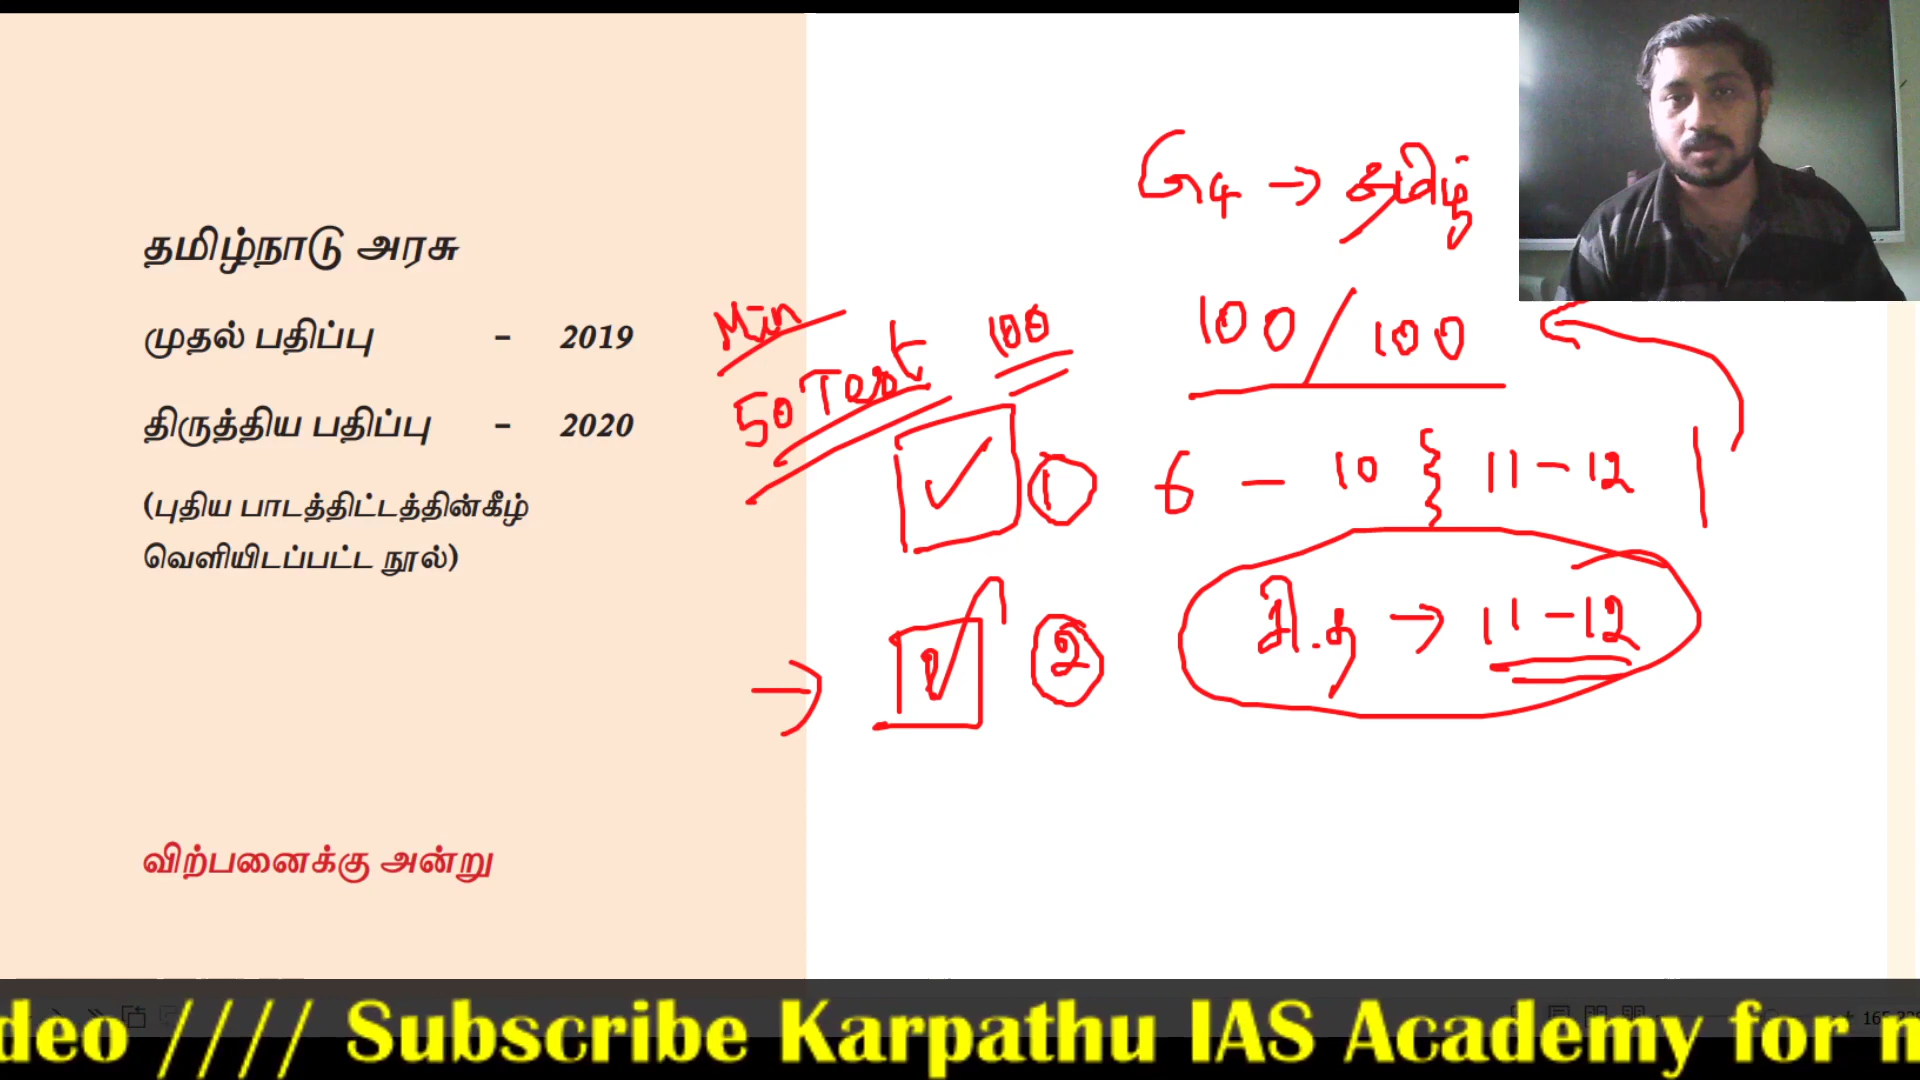 தமிழ்நாடு அரசு
முதல் பதிப்பு - 2019
திருத்திய பதிப்பு - 2020
(புதிய பாடத்திட்டத்தின்கீழ்
வெளியிடப்பட்ட நூல்)
விற்பனைக்கு அன்று
G4 → தமிழ்
100/100
Min
50 Test 100
1 6 - 10 } 11 - 12
2 சி.த → 11 - 12
deo //// Subscribe Karpathu IAS Academy for n